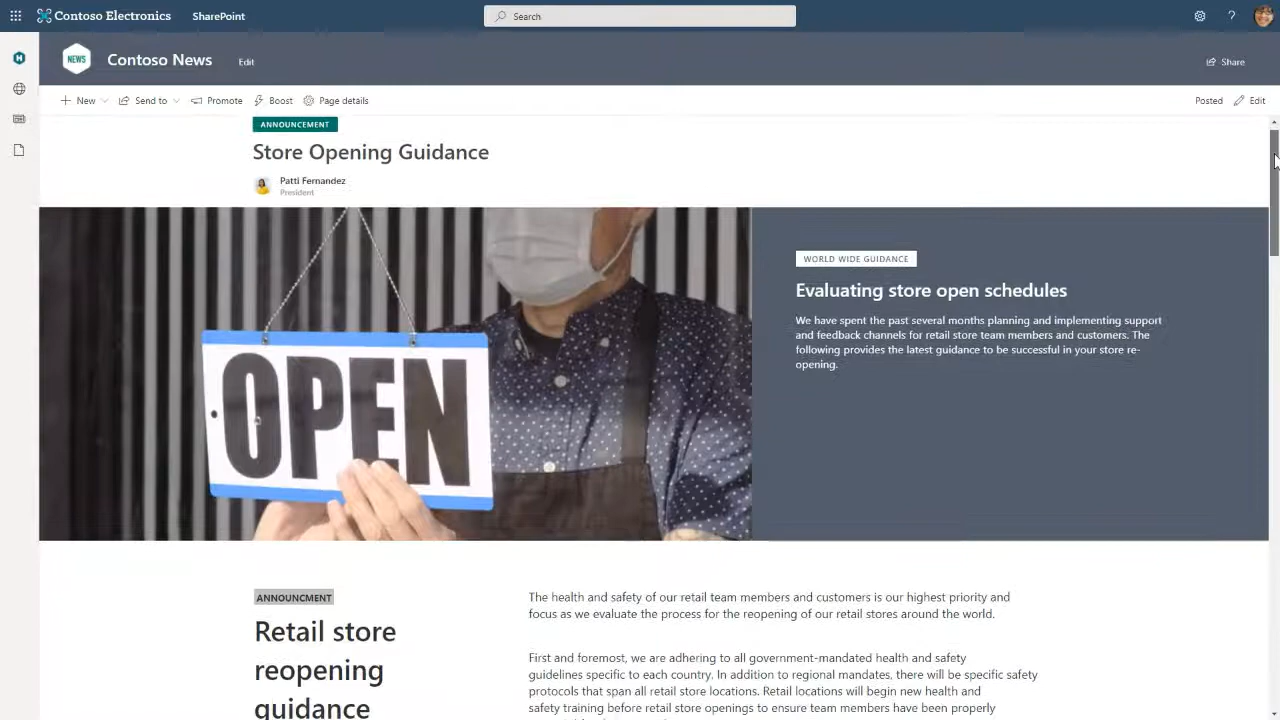 Contoso Electronics SharePoint Search ?
NEWS Contoso News Edit Share
New Send to Promote Boost Page details Posted Edit
ANNOUNCEMENT
Store Opening Guidance
Patti Fernandez
President
OPEN
WORLD WIDE GUIDANCE
Evaluating store open schedules
We have spent the past several months planning and implementing support
and feedback channels for retail store team members and customers. The
following provides the latest guidance to be successful in your store re-
opening.
ANNOUNCMENT
Retail store
reopening
guidance
The health and safety of our retail team members and customers is our highest priority and
focus as we evaluate the process for the reopening of our retail stores around the world.
First and foremost, we are adhering to all government-mandated health and safety
guidelines specific to each country. In addition to regional mandates, there will be specific safety
protocols that span all retail store locations. Retail locations will begin new health and
safety training before retail store openings to ensure team members have been properly